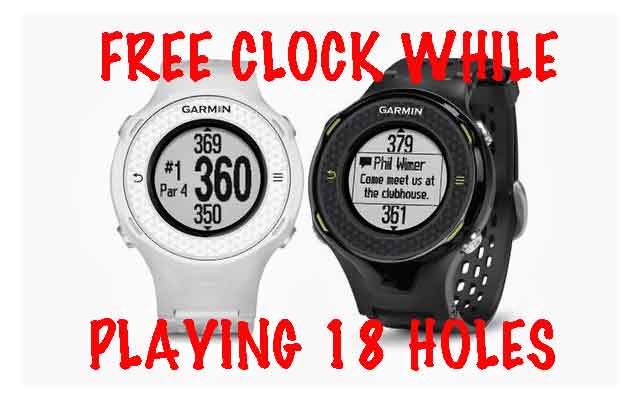 FREE CLOCK WHILE
GARMIN
369
#1
Par 4
360
350
GARMIN
379
Phil Wimer
Come meet us at
the clubhouse.
361
PLAYING 18 HOLES